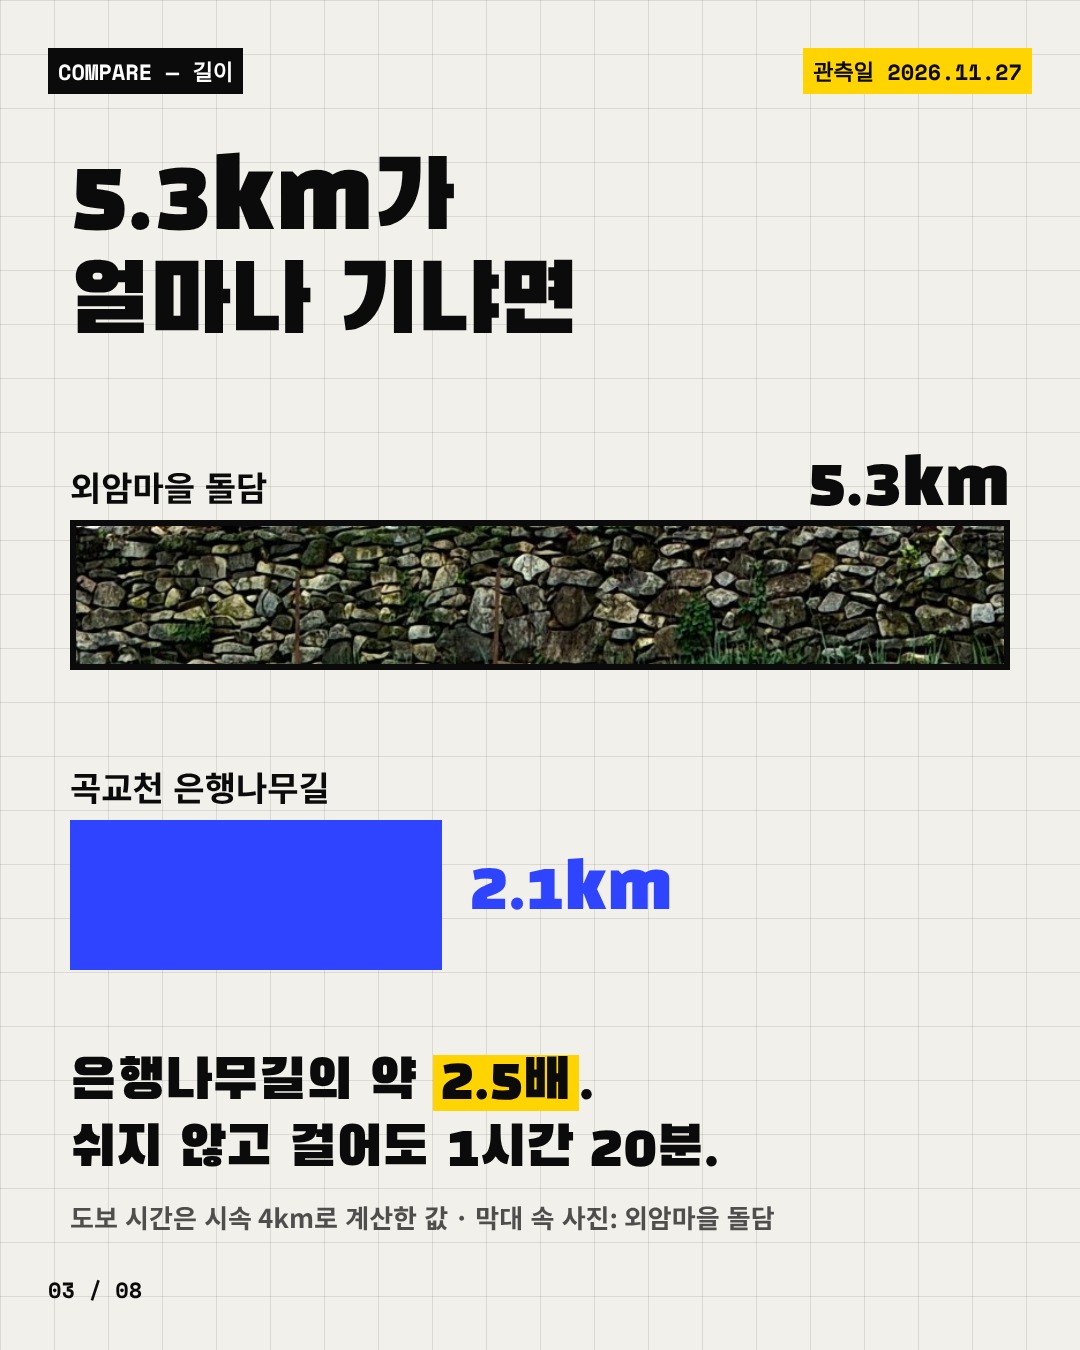 COMPARE — 길이
관측일 2026.11.27
5.3km가
얼마나 기냐면
외암마을 돌담
5.3km
곡교천 은행나무길
2.1km
은행나무길의 약 2.5배.
쉬지 않고 걸어도 1시간 20분.
도보 시간은 시속 4km로 계산한 값 · 막대 속 사진: 외암마을 돌담
03 / 08